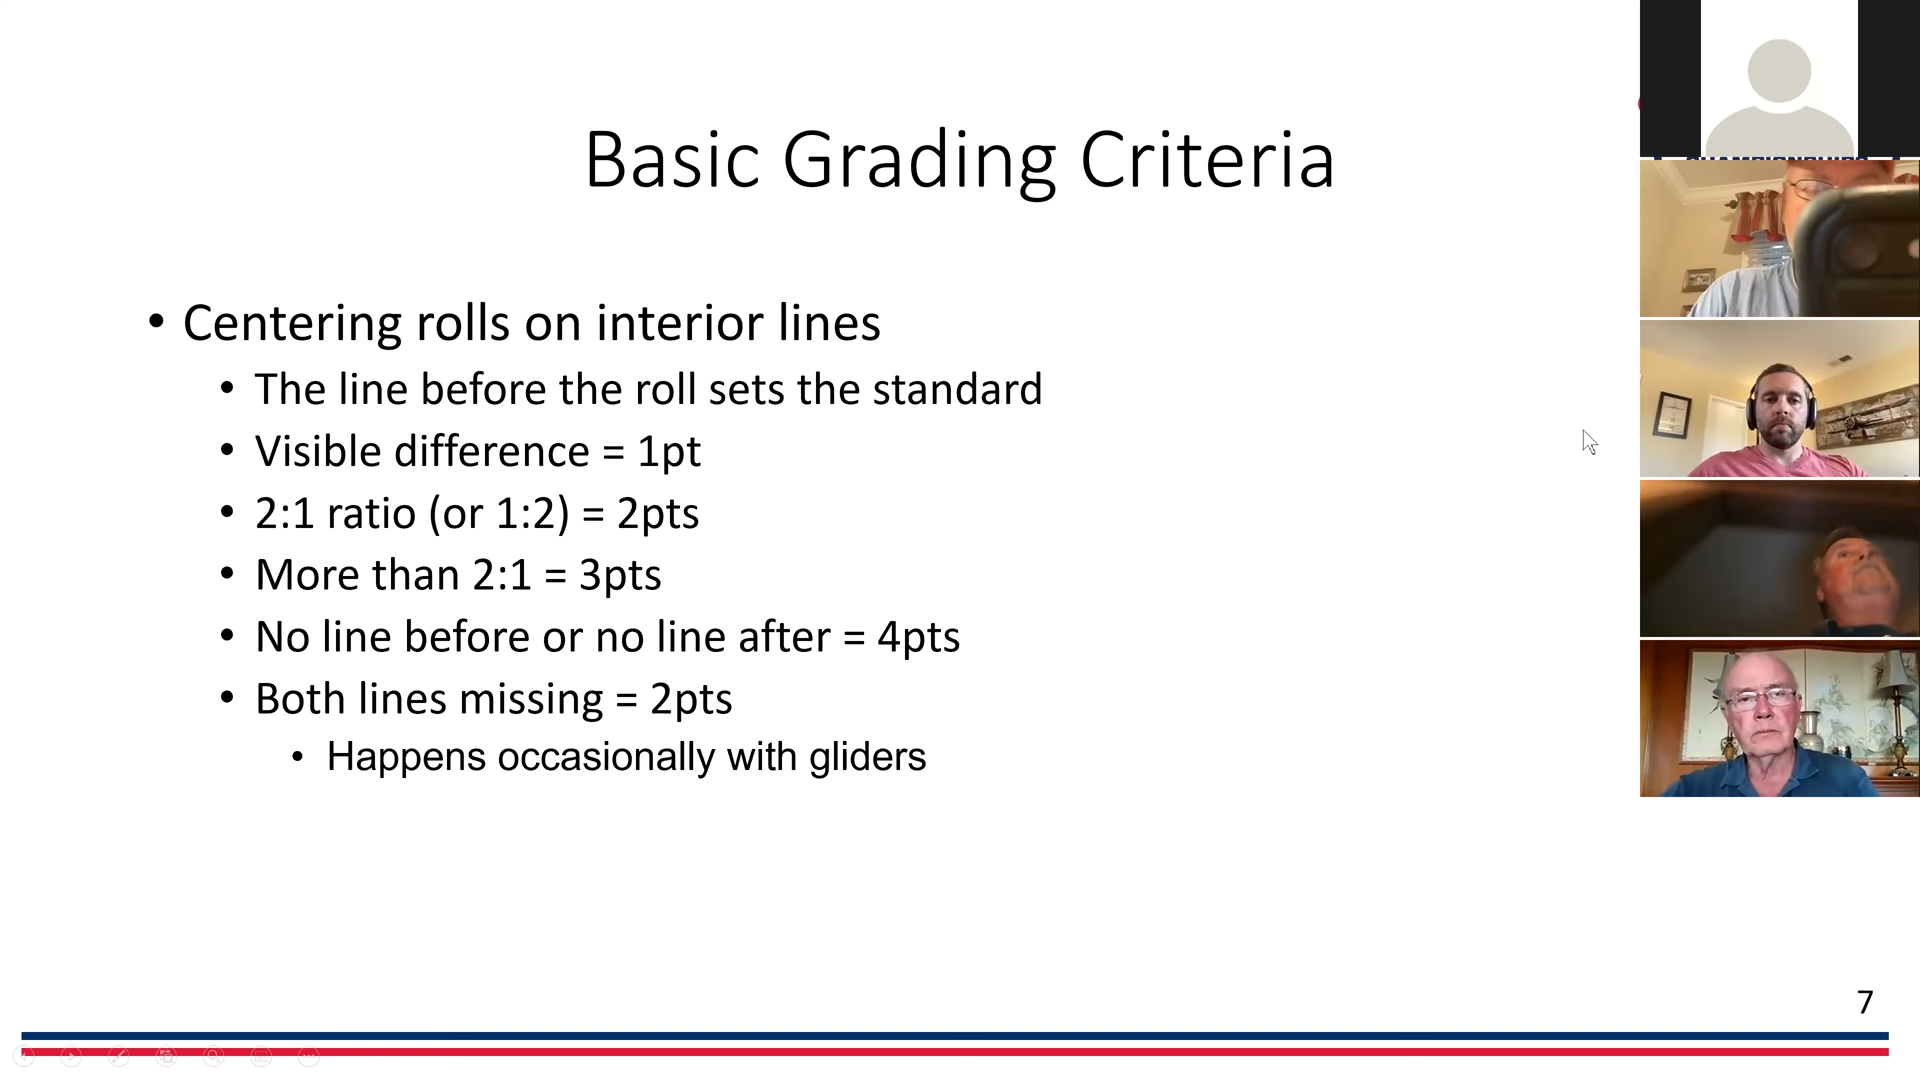 Basic Grading Criteria
• Centering rolls on interior lines
• The line before the roll sets the standard
• Visible difference = 1pt
• 2:1 ratio (or 1:2) = 2pts
• More than 2:1 = 3pts
• No line before or no line after = 4pts
• Both lines missing = 2pts
• Happens occasionally with gliders
7